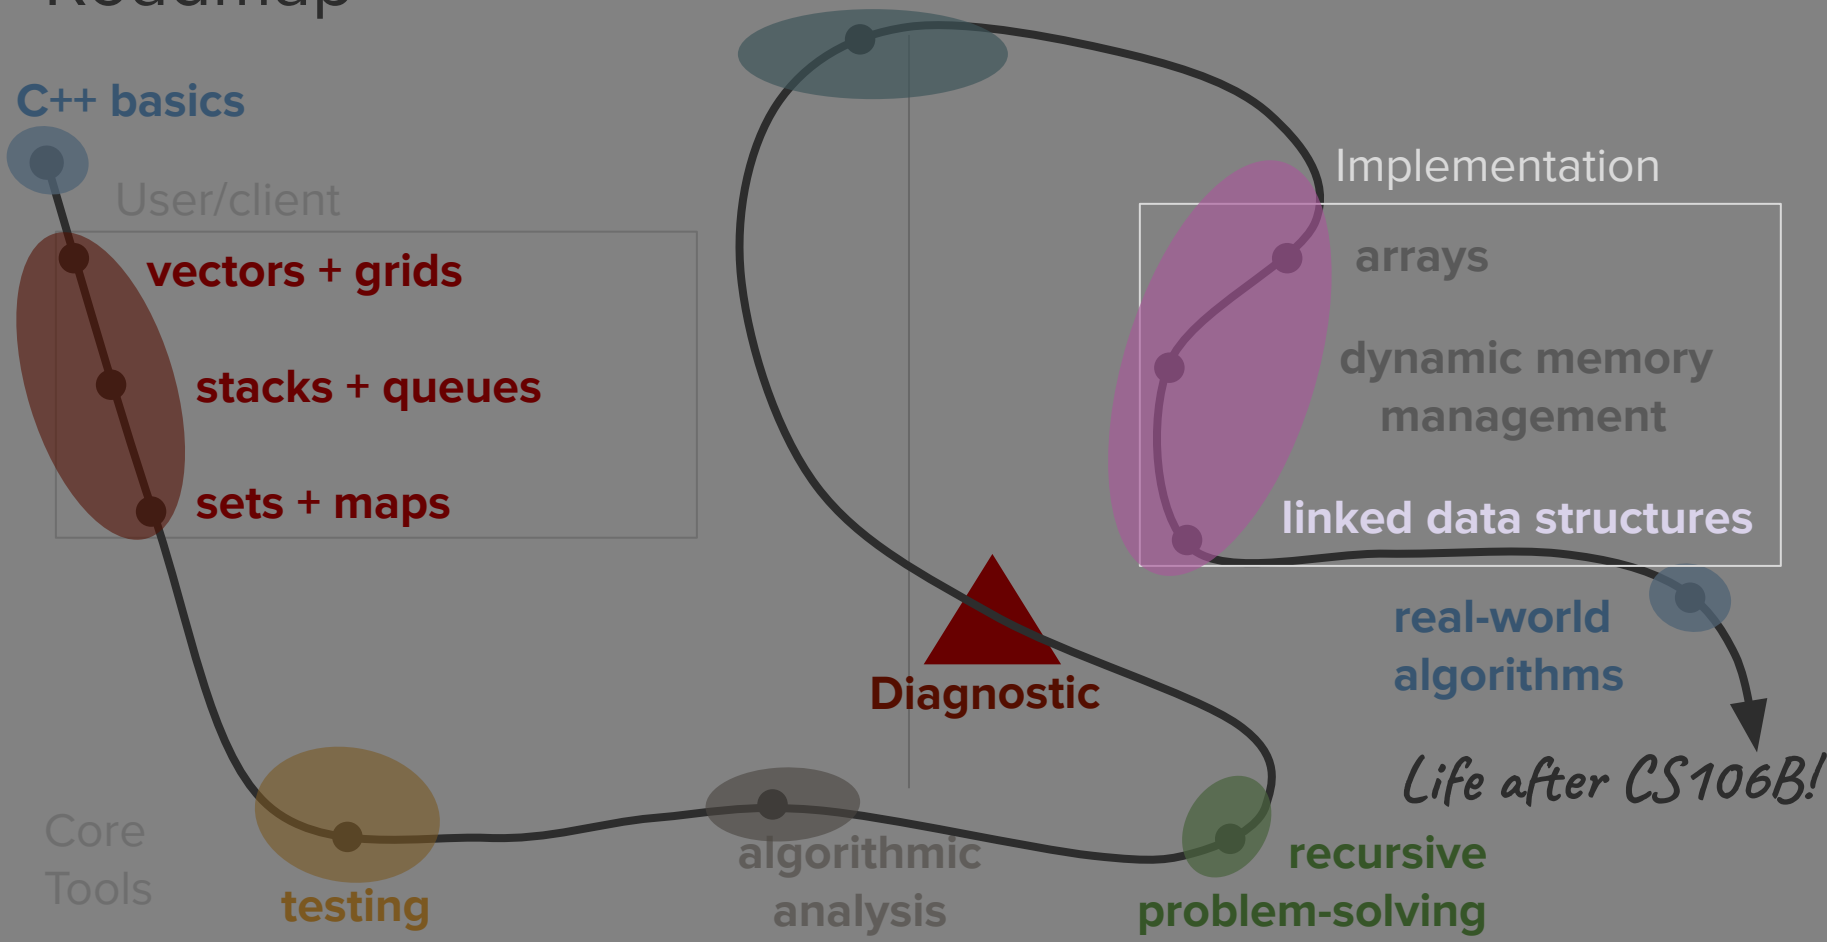 Roadmap
C++ basics
User/client
vectors + grids
stacks + queues
sets + maps
Core
Tools
testing
algorithmic
analysis
recursive
problem-solving
Diagnostic
Implementation
arrays
dynamic memory
management
linked data structures
real-world
algorithms
Life after CS106B!